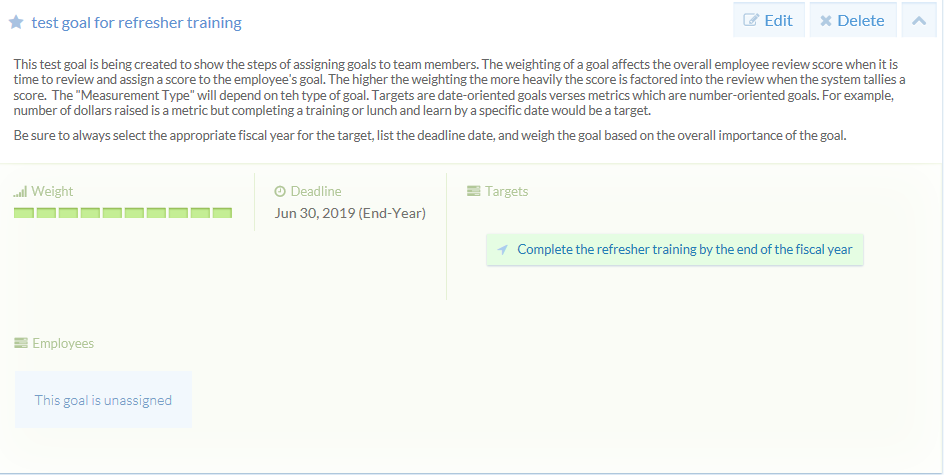 test goal for refresher training
Edit
Delete
This test goal is being created to show the steps of assigning goals to team members. The weighting of a goal affects the overall employee review score when it is
time to review and assign a score to the employee's goal. The higher the weighting the more heavily the score is factored into the review when the system tallies a
score. The "Measurement Type" will depend on teh type of goal. Targets are date-oriented goals verses metrics which are number-oriented goals. For example,
number of dollars raised is a metric but completing a training or lunch and learn by a specific date would be a target.
Be sure to always select the appropriate fiscal year for the target, list the deadline date, and weigh the goal based on the overall importance of the goal.
Weight
Deadline
Targets
Jun 30, 2019 (End-Year)
Complete the refresher training by the end of the fiscal year
Employees
This goal is unassigned